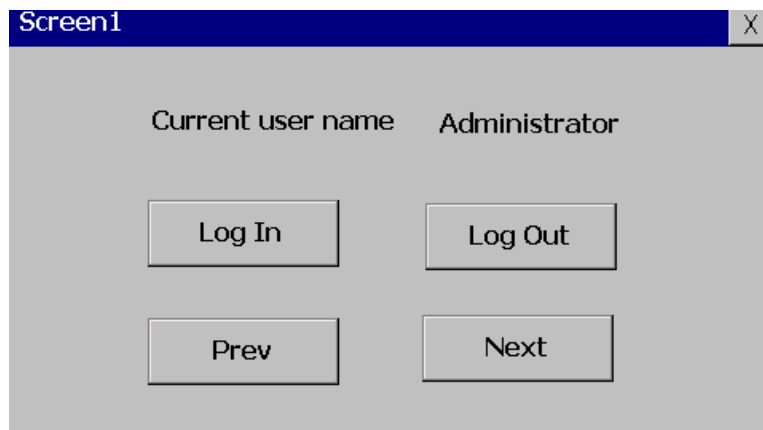 Screen1 X
Current user name Administrator
Log In Log Out
Prev Next